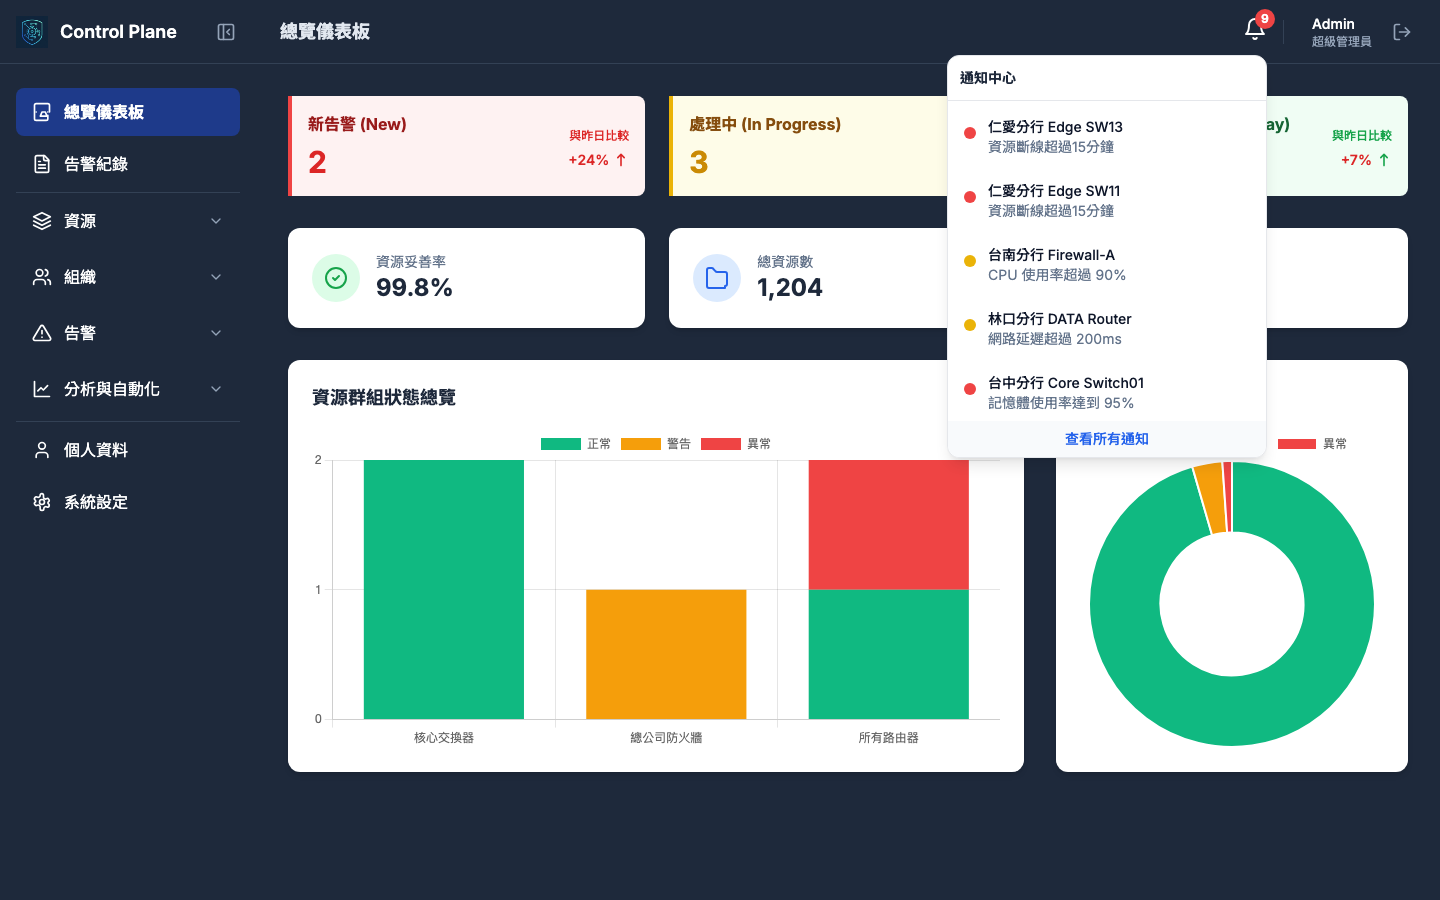 Control Plane
總覽儀表板
9
Admin
超級管理員
總覽儀表板
告警紀錄
資源
組織
告警
分析與自動化
個人資料
系統設定
新告警 (New)
2
與昨日比較
+24% ↑
處理中 (In Progress)
3
ay)
與昨日比較
+7% ↑
資源妥善率
99.8%
總資源數
1,204
通知中心
仁愛分行 Edge SW13
資源斷線超過15分鐘
仁愛分行 Edge SW11
資源斷線超過15分鐘
台南分行 Firewall-A
CPU 使用率超過 90%
林口分行 DATA Router
網路延遲超過 200ms
台中分行 Core Switch01
記憶體使用率達到 95%
查看所有通知
資源群組狀態總覽
正常 警告 異常
2
1
0
核心交換器 總公司防火牆 所有路由器
異常